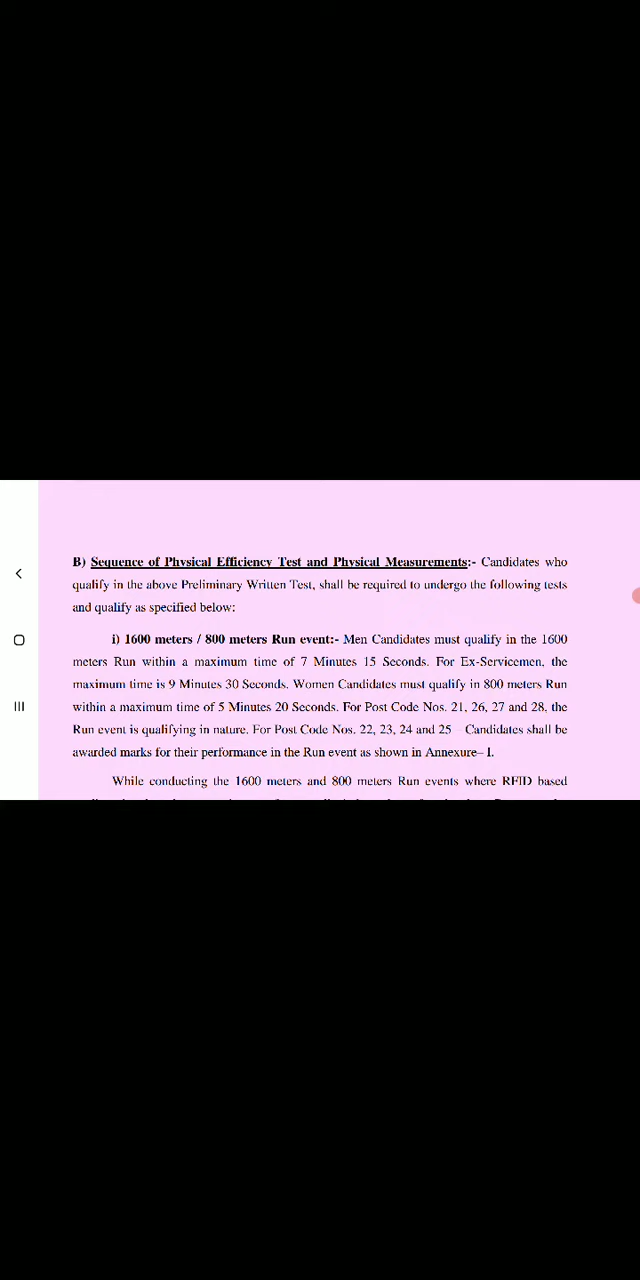 B) Sequence of Physical Efficiency Test and Physical Measurements:- Candidates who
qualify in the above Preliminary Written Test, shall be required to undergo the following tests
and qualify as specified below:
i) 1600 meters / 800 meters Run event:- Men Candidates must qualify in the 1600
meters Run within a maximum time of 7 Minutes 15 Seconds. For Ex-Servicemen, the
maximum time is 9 Minutes 30 Seconds. Women Candidates must qualify in 800 meters Run
within a maximum time of 5 Minutes 20 Seconds. For Post Code Nos. 21, 26, 27 and 28, the
Run event is qualifying in nature. For Post Code Nos. 22, 23, 24 and 25 Candidates shall be
awarded marks for their performance in the Run event as shown in Annexure– I.
While conducting the 1600 meters and 800 meters Run events where RFID based